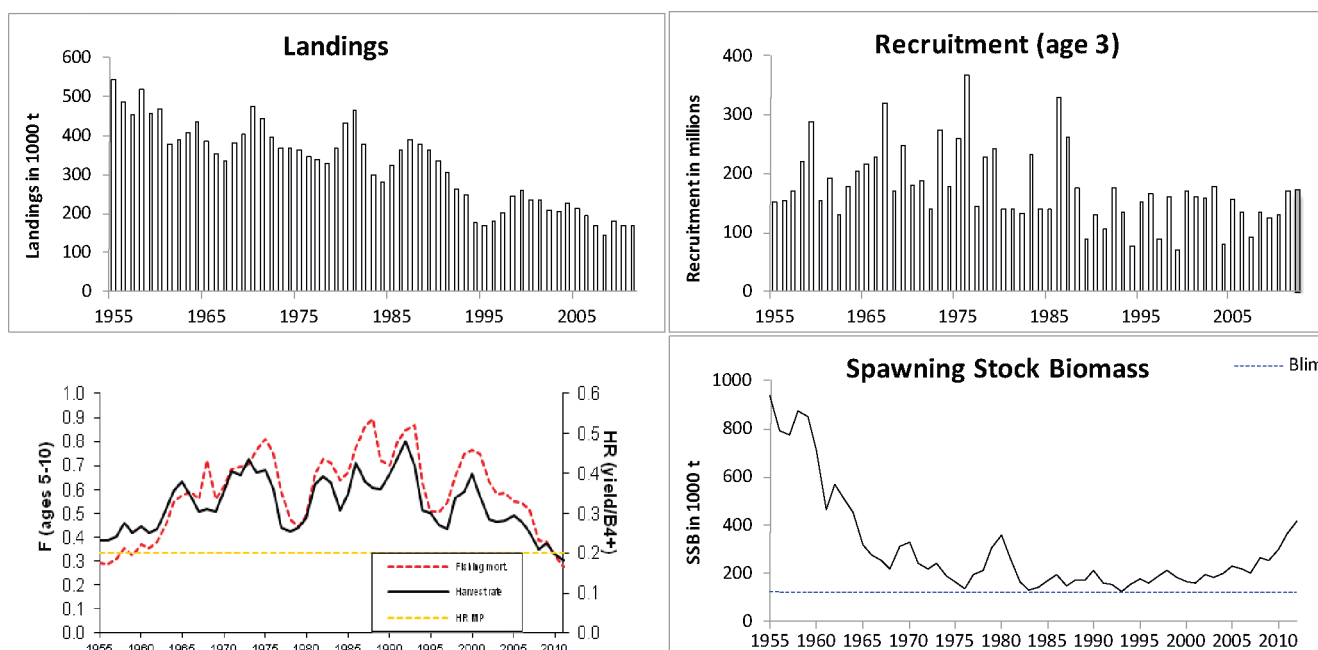 Landings
Landings in 1000 t
600
500
400
300
200
100
0
1955 1965 1975 1985 1995 2005
Recruitment (age 3)
Recruitment in millions
400
300
200
100
0
1955 1965 1975 1985 1995 2005
F (ages 5-10)
1.0
0.9
0.8
0.7
0.6
0.5
0.4
0.3
0.2
0.1
0.0
HR (yield/B4+)
0.6
0.5
0.4
0.3
0.2
0.1
0.0
Fishing mort.
Harvest rate
HR MP
1955 1960 1965 1970 1975 1980 1985 1990 1995 2000 2005 2010
Spawning Stock Biomass
Blim
SSB in 1000 t
1000
800
600
400
200
0
1955 1960 1965 1970 1975 1980 1985 1990 1995 2000 2005 2010